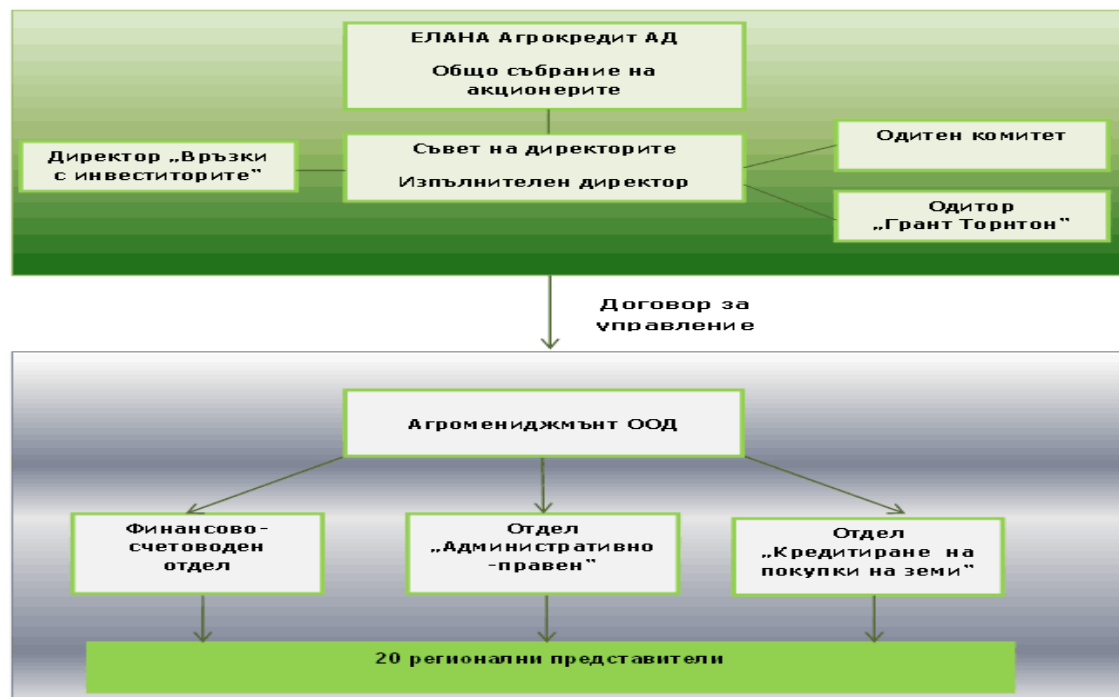 ЕЛАНА Агрокредит АД
Общо събрание на
акционерите
Директор „Връзки
с инвеститорите"
Съвет на директорите
Изпълнителен директор
Одитен комитет
Одитор
„Грант Торнтон"
Договор за
управление
Агромениджмънт ООД
Финансово-
счетоводен
отдел
Отдел
„Административно
-правен"
Отдел
„Кредитиране на
покупки на земи"
20 регионални представители